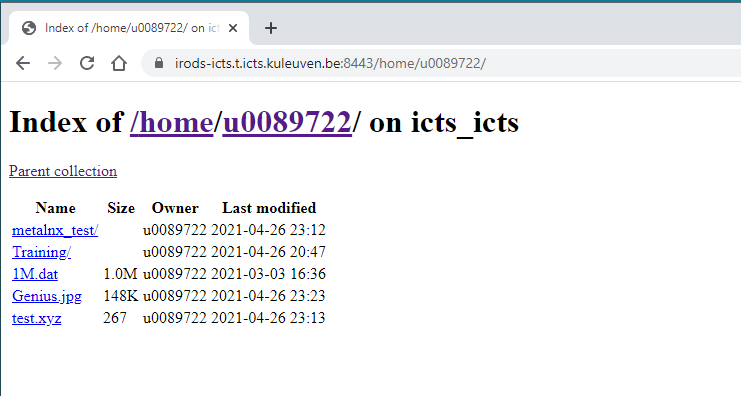 Index of /home/u0089722/ on ict
irods-icts.t.icts.kuleuven.be:8443/home/u0089722/
Index of /home/u0089722/ on icts_icts
Parent collection
Name Size Owner Last modified
metalnx_test/ u0089722 2021-04-26 23:12
Training/ u0089722 2021-04-26 20:47
1M.dat 1.0M u0089722 2021-03-03 16:36
Genius.jpg 148K u0089722 2021-04-26 23:23
test.xyz 267 u0089722 2021-04-26 23:13